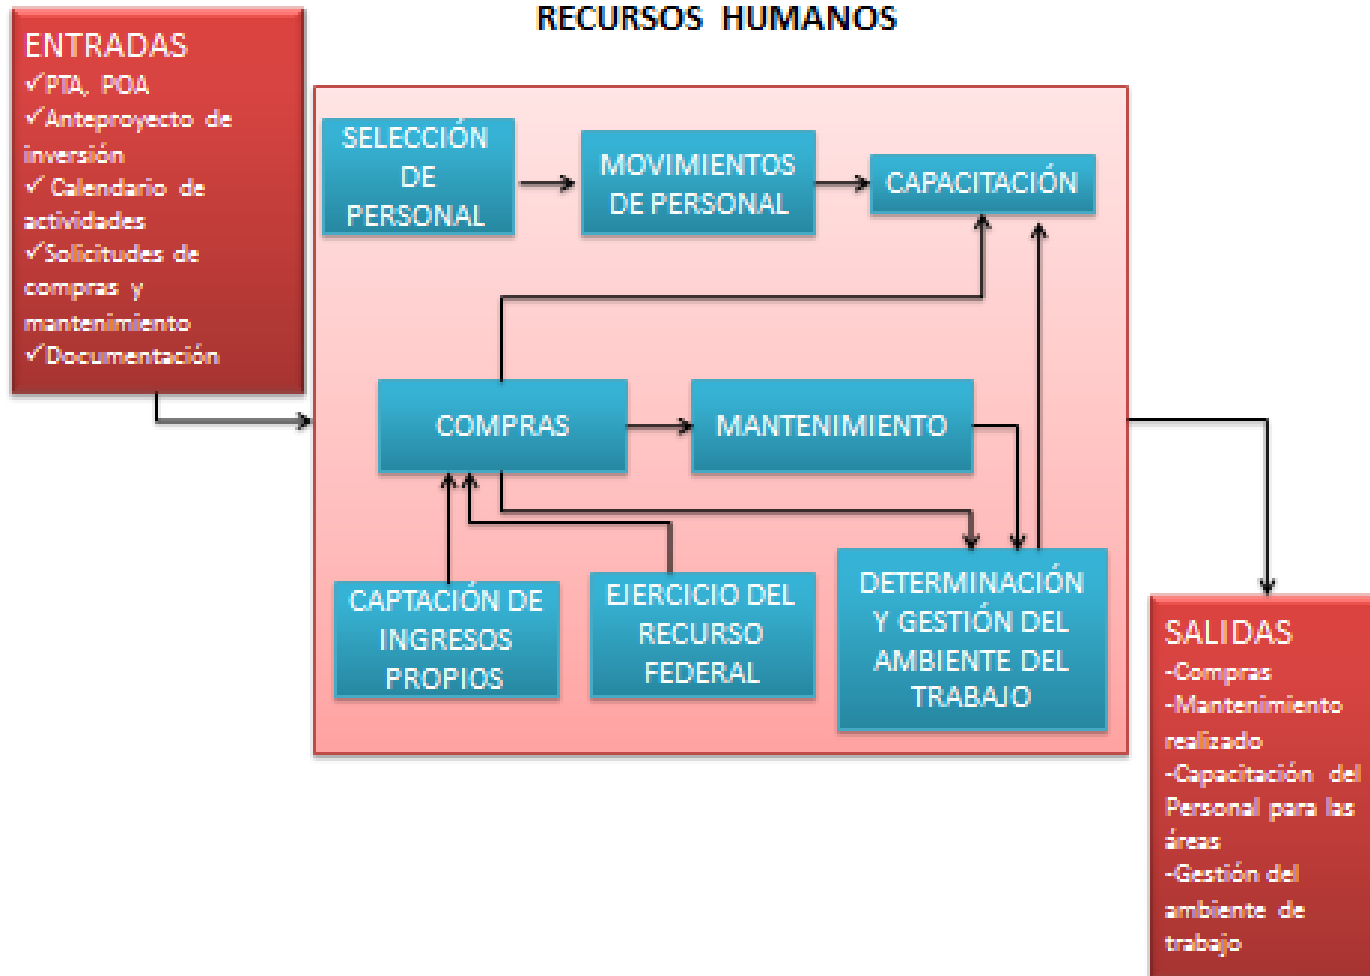 RECURSOS HUMANOS
ENTRADAS
✓PTA, POA
✓Anteproyecto de
inversión
✓ Calendario de
actividades
✓Solicitudes de
compras y
mantenimiento
✓Documentación
SELECCIÓN
DE
PERSONAL
MOVIMIENTOS
DE PERSONAL
CAPACITACIÓN
COMPRAS
MANTENIMIENTO
CAPTACIÓN DE
INGRESOS
PROPIOS
EJERCICIO DEL
RECURSO
FEDERAL
DETERMINACIÓN
Y GESTIÓN DEL
AMBIENTE DEL
TRABAJO
SALIDAS
-Compras
-Mantenimiento
realizado
-Capacitación del
Personal para las
áreas
-Gestión del
ambiente de
trabajo